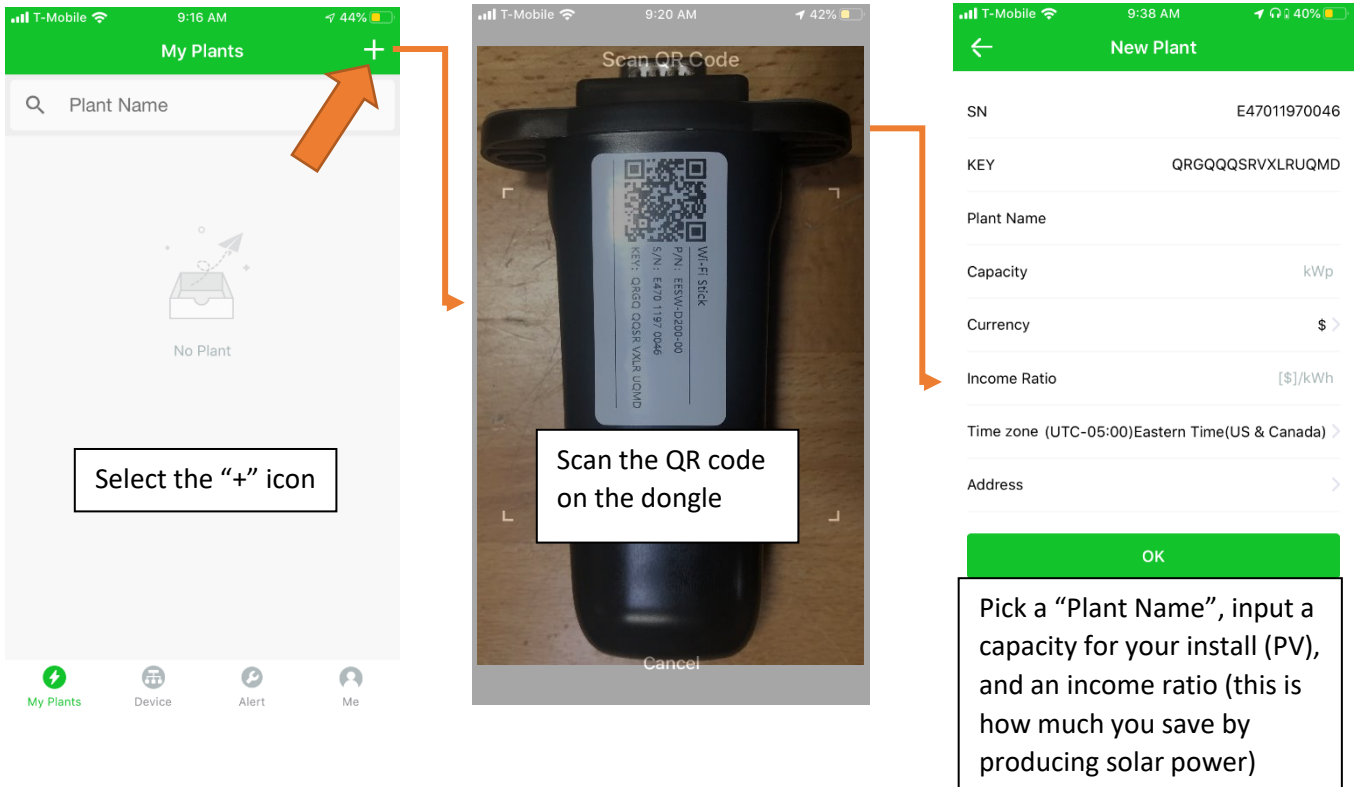 T-Mobile 9:16 AM 44%
My Plants +
Plant Name
No Plant
Select the “+” icon
My Plants Device Alert Me
T-Mobile 9:20 AM 42%
Scan QR Code
Wi-Fi Stick
P/N: EESW-D200-00
S/N: E470 1197 0046
KEY: QRGQ QQSR VXLR UQMD
Scan the QR code
on the dongle
Cancel
T-Mobile 9:38 AM 40%
New Plant
SN E47011970046
KEY QRGQQQSRVXLRUQMD
Plant Name
Capacity kWp
Currency $
Income Ratio [$]/kWh
Time zone (UTC-05:00)Eastern Time(US & Canada)
Address
OK
Pick a “Plant Name”, input a
capacity for your install (PV),
and an income ratio (this is
how much you save by
producing solar power)